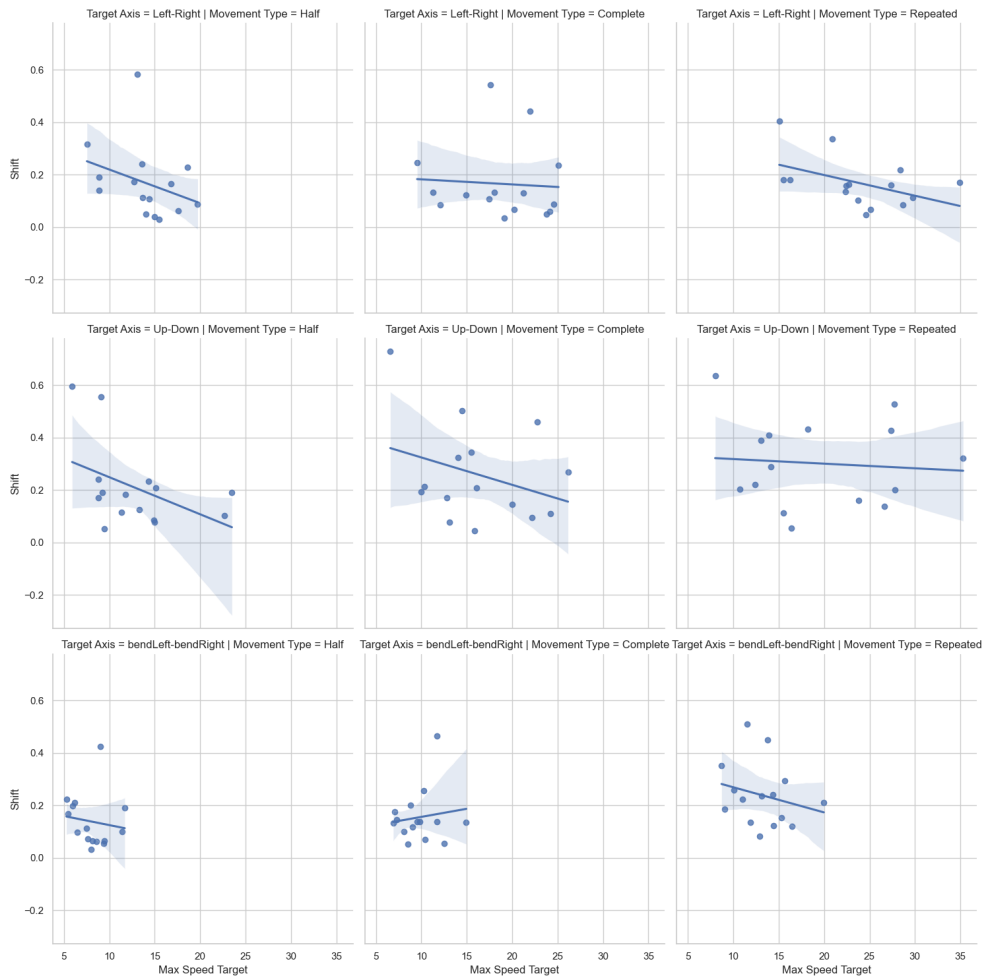 Target Axis = Left-Right | Movement Type = Half
Target Axis = Left-Right | Movement Type = Complete
Target Axis = Left-Right | Movement Type = Repeated
0.6
0.4
0.2
0.0
−0.2
Shift
Target Axis = Up-Down | Movement Type = Half
Target Axis = Up-Down | Movement Type = Complete
Target Axis = Up-Down | Movement Type = Repeated
0.6
0.4
0.2
0.0
−0.2
Shift
Target Axis = bendLeft-bendRight | Movement Type = Half
Target Axis = bendLeft-bendRight | Movement Type = Complete
Target Axis = bendLeft-bendRight | Movement Type = Repeated
0.6
0.4
0.2
0.0
−0.2
Shift
5 10 15 20 25 30 35
5 10 15 20 25 30 35
5 10 15 20 25 30 35
Max Speed Target
Max Speed Target
Max Speed Target